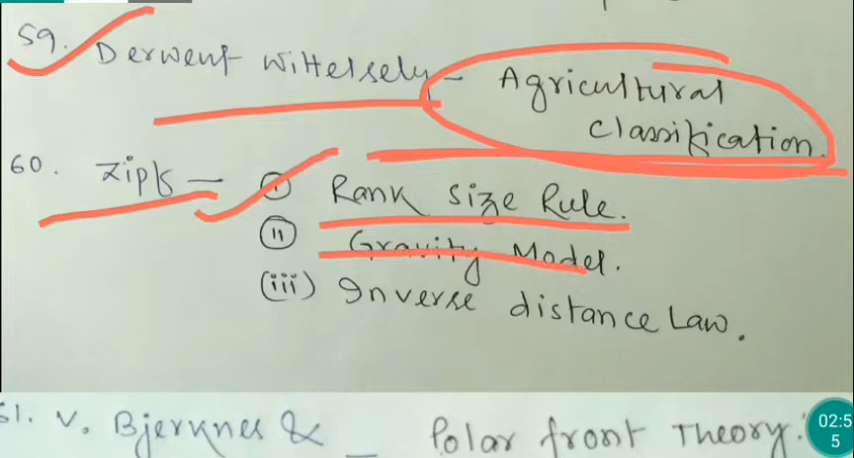 59. Derwent Wittelsely - Agricultural
Classification.
60. Zipf - (i) Rank Size Rule.
(ii) Gravity Model.
(iii) Inverse distance Law.
61. V. Bjerknes & - Polar front Theory.
02:5
5